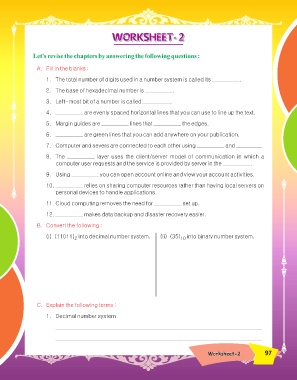 WORKSHEET- 2
Let's revise the chapters by answering the following questions :
A. Fill in the blanks :
1. The total number of digits used in a number system is called its ____________.
2. The base of hexadecimal number is ____________.
3. Left-most bit of a number is called ____________.
4. ____________ are evenly spaced horizontal lines that you can use to line up the text.
5. Margin guides are ____________ lines that ____________ the edges.
6. ____________ are green lines that you can add anywhere on your publication.
7. Computer and servers are connected to each other using ____________ and ____________
8. The ____________ layer uses the client/server model of communication in which a
computer user requests and the service is provided by server in the ____________
9. Using ____________ you can open account online and view your account activities.
10. ____________ relies on sharing computer resources rather than having local servers on
personal devices to handle applications.
11. Cloud computing removes the need for ____________ set up.
12. ____________ makes data backup and disaster recovery easier.
B. Convert the following :
(i) (11011)₂ into decimal number system. (ii) (35)₁₀ into binary number system.
C. Explain the following terms :
1. Decimal number system
Worksheet-2 97